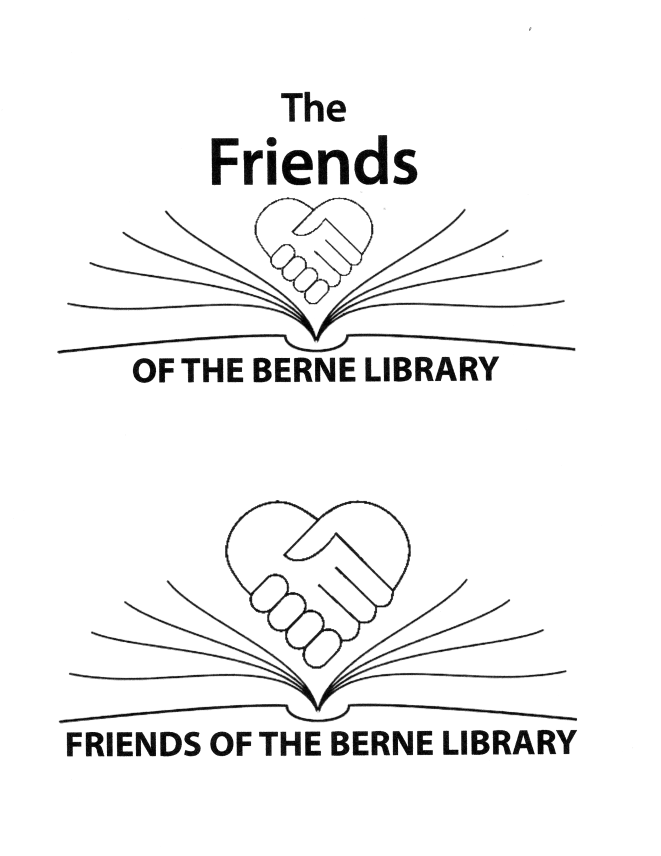 The
Friends
OF THE BERNE LIBRARY
FRIENDS OF THE BERNE LIBRARY